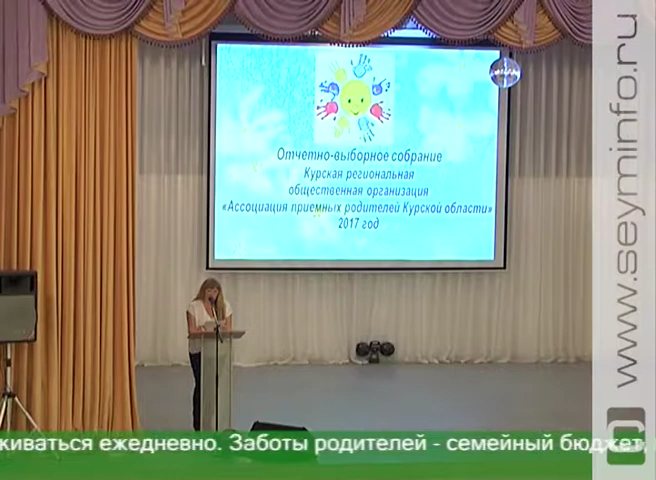 Отчетно-выборное собрание
Курская региональная
общественная организация
«Ассоциация приемных родителей Курской области»
2017 год
киваться ежедневно. Заботы родителей - семейный бюджет,
www.seyminfo.ru